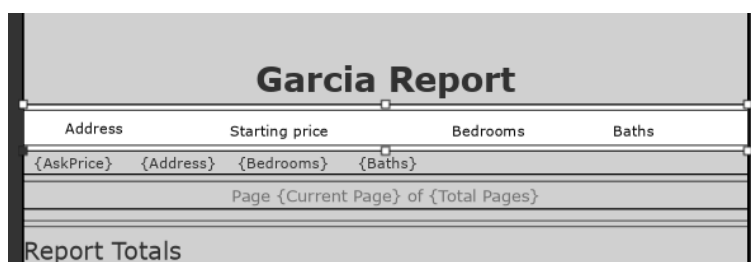 Garcia Report
Address Starting price Bedrooms Baths
{AskPrice} {Address} {Bedrooms} {Baths}
Page {Current Page} of {Total Pages}
Report Totals